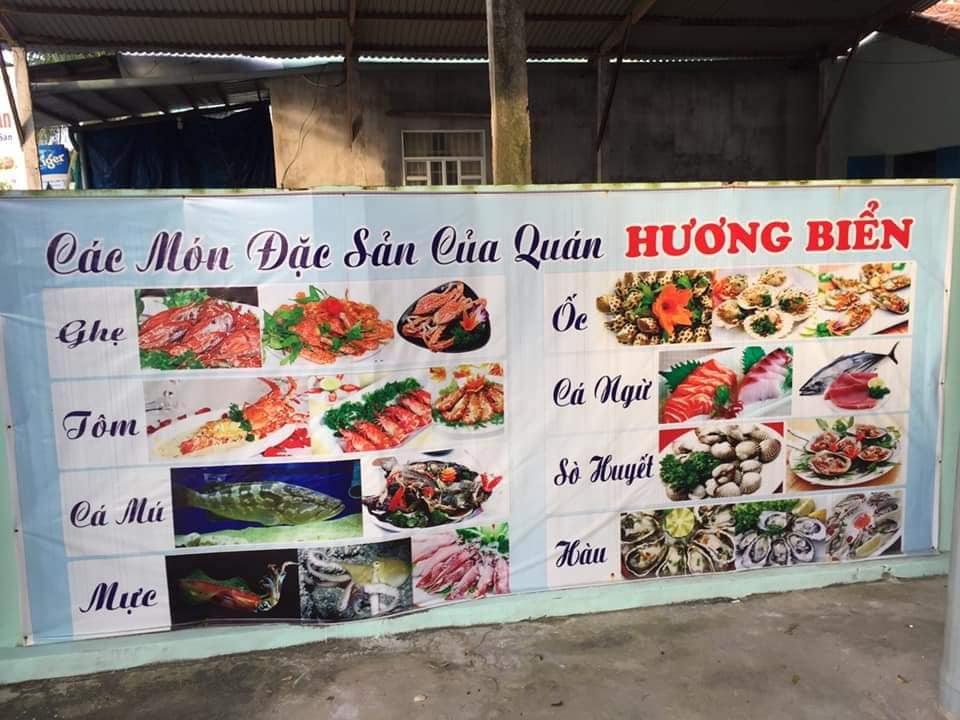 Các Món Đặc Sản Của Quán HƯƠNG BIỂN
Ghẹ
Tôm
Cá Mú
Mực
Ốc
Cá Ngừ
Sò Huyết
Hàu